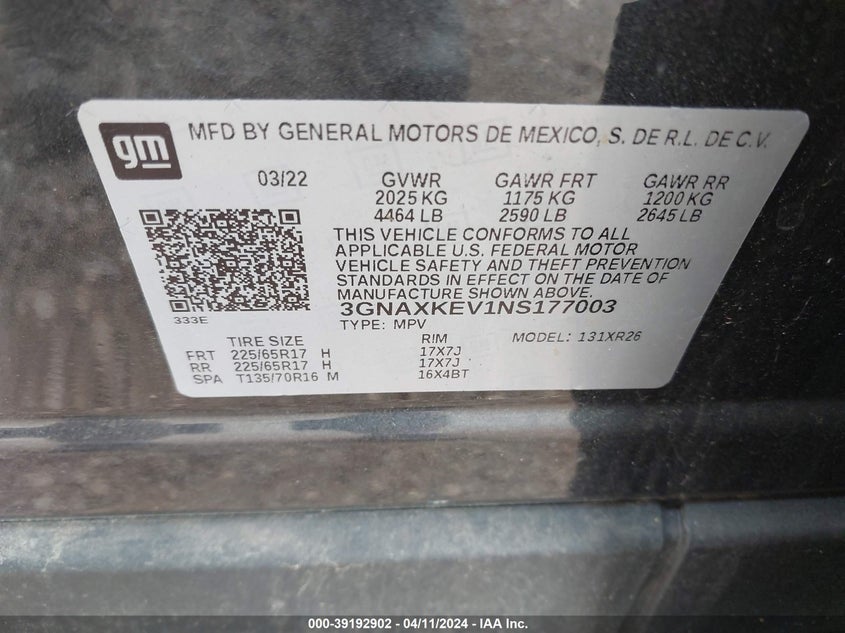 gm
MFD BY GENERAL MOTORS DE MEXICO, S. DE R.L. DE C.V.
03/22 GVWR GAWR FRT GAWR RR
2025 KG 1175 KG 1200 KG
4464 LB 2590 LB 2645 LB
THIS VEHICLE CONFORMS TO ALL
APPLICABLE U.S. FEDERAL MOTOR
VEHICLE SAFETY AND THEFT PREVENTION
STANDARDS IN EFFECT ON THE DATE OF
MANUFACTURE SHOWN ABOVE.
3GNAXKEV1NS177003
333E
TYPE: MPV MODEL: 131XR26
TIRE SIZE RIM
FRT 225/65R17 H 17X7J
RR 225/65R17 H 17X7J
SPA T135/70R16 M 16X4BT
000-39192902 - 04/11/2024 - IAA Inc.